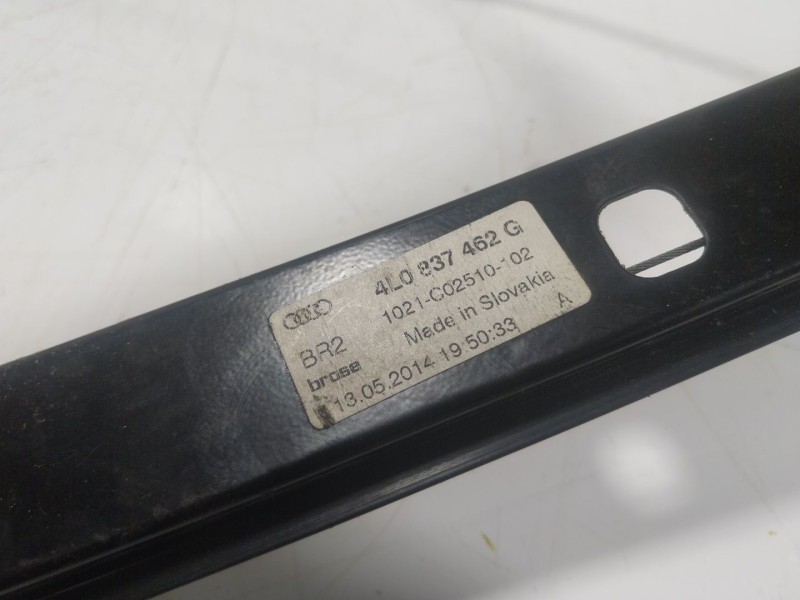 4L0 837 462 G
1021-C02510-102
BR2
Made in Slovakia
brose
13.05.2014 19:50:33
A